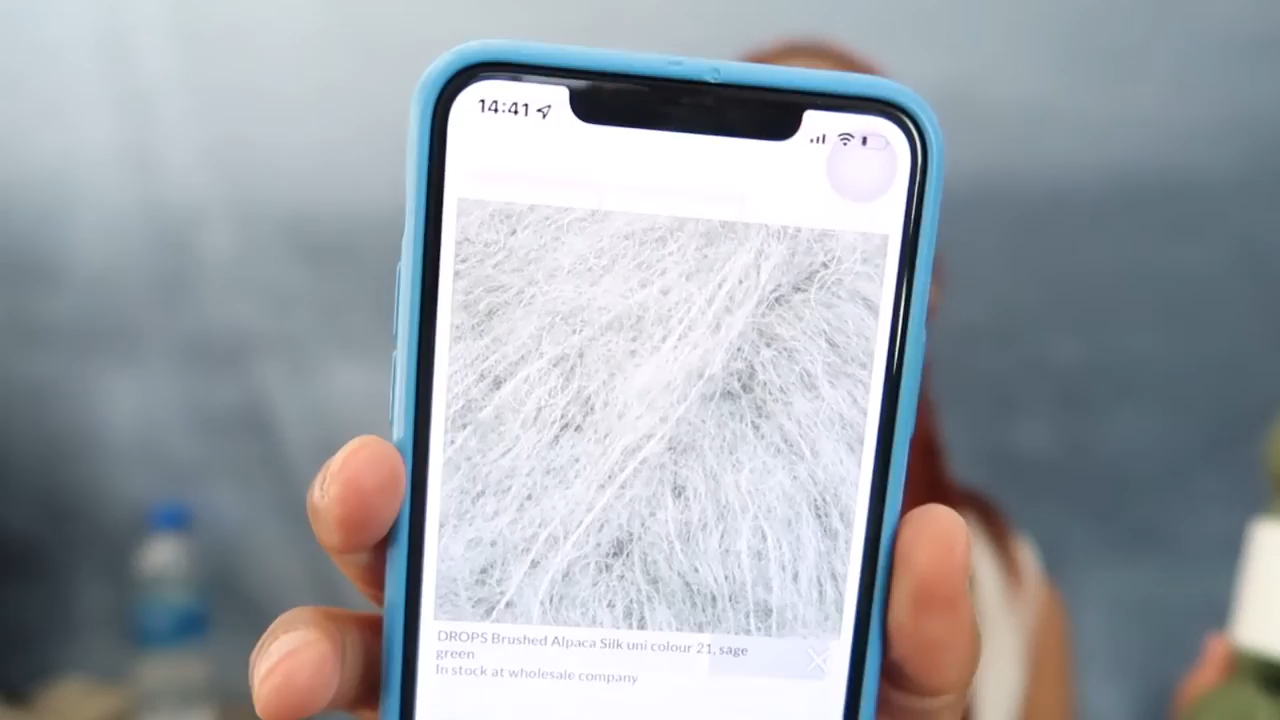 14:41
DROPS Brushed Alpaca Silk uni colour 21, sage
green
In stock at wholesale company